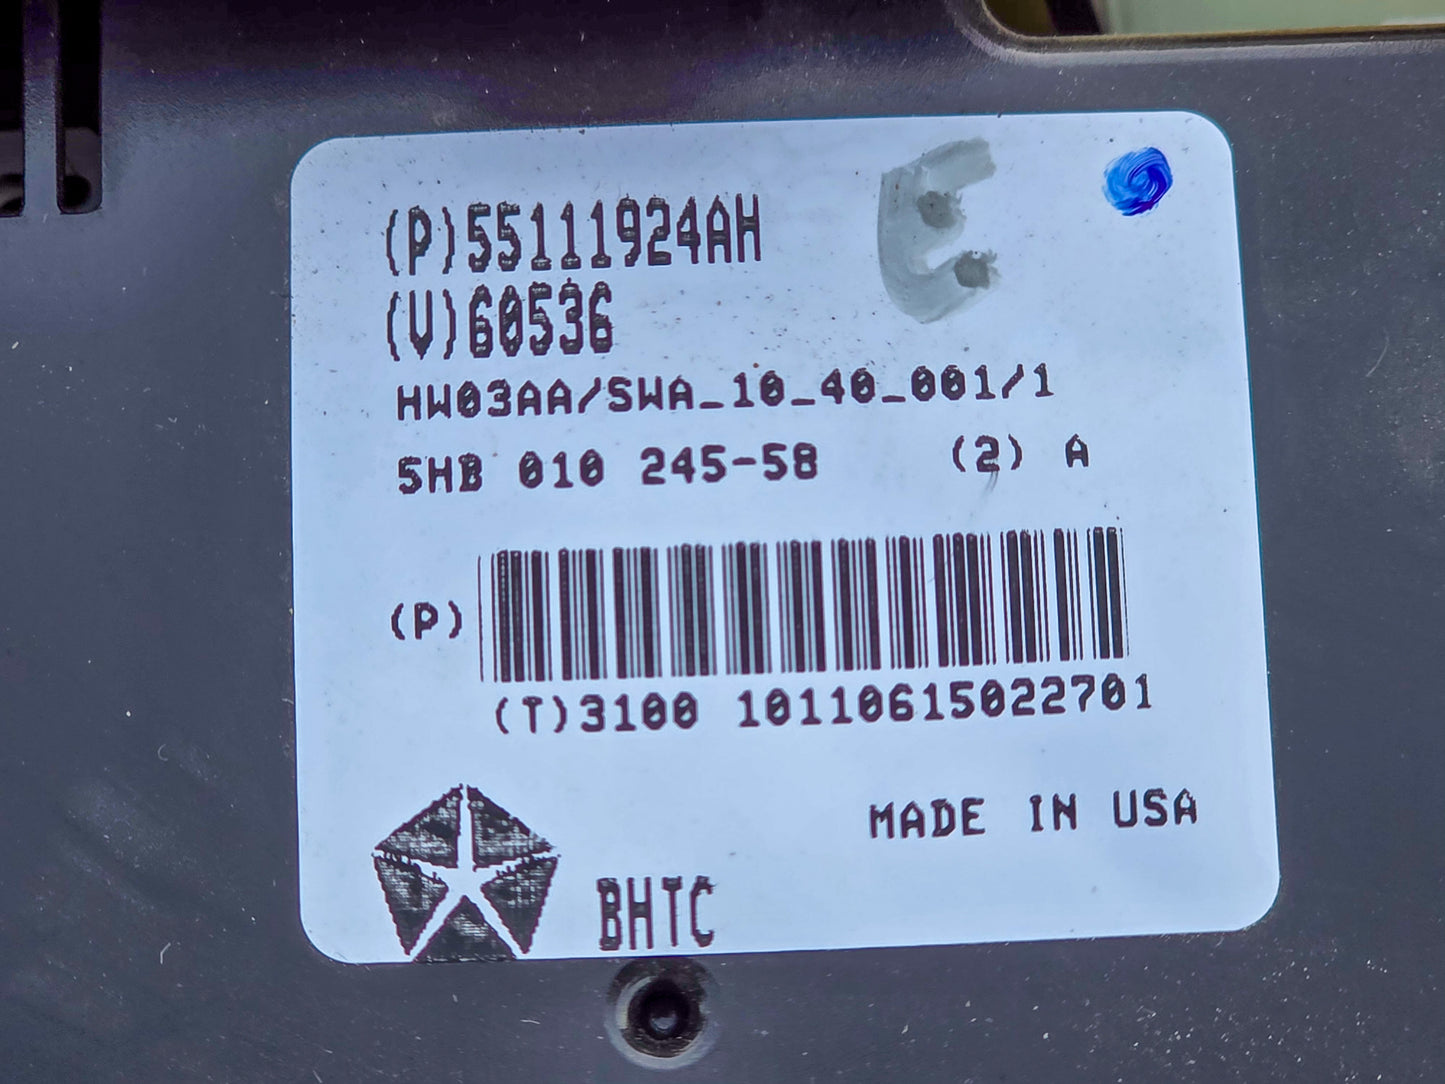 (P)55111924AH
(V)60536
HW03AA/SWA_10_40_001/1
5HB 010 245-58 (2) A
(P)
(T)3100 10110615022701
MADE IN USA
BHTC